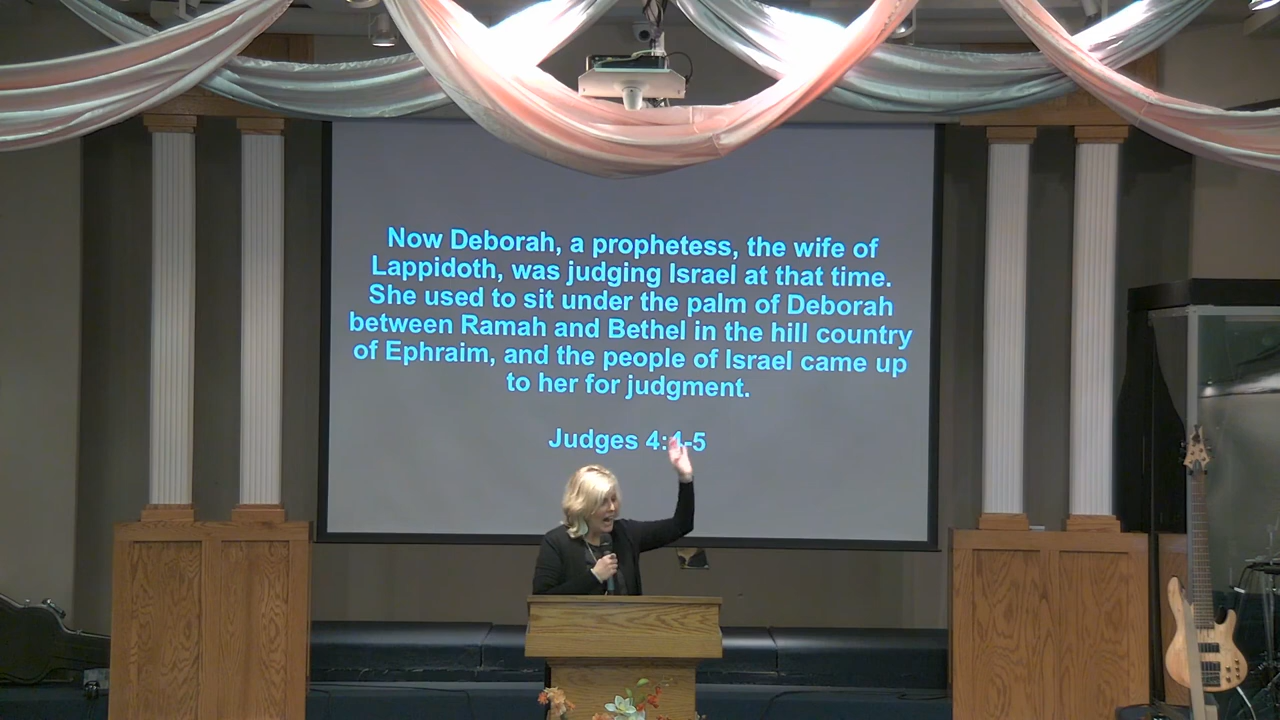 Now Deborah, a prophetess, the wife of
Lappidoth, was judging Israel at that time.
She used to sit under the palm of Deborah
between Ramah and Bethel in the hill country
of Ephraim, and the people of Israel came up
to her for judgment.
Judges 4:4-5